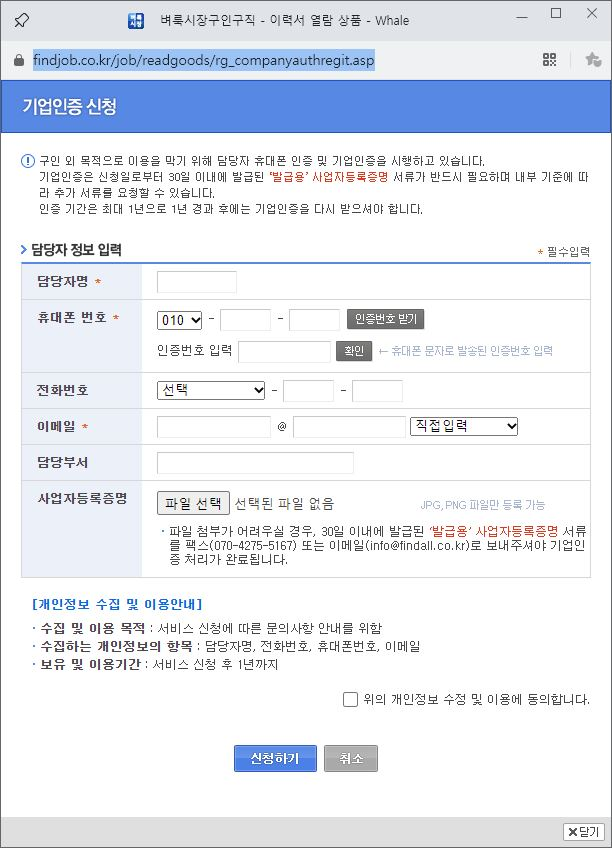 벼룩시장
벼룩시장구인구직 - 이력서 열람 상품 - Whale
findjob.co.kr/job/readgoods/rg_companyauthregit.asp
기업인증 신청
구인 외 목적으로 이용을 막기 위해 담당자 휴대폰 인증 및 기업인증을 시행하고 있습니다.
기업인증은 신청일로부터 30일 이내에 발급된 '발급용' 사업자등록증명 서류가 반드시 필요하며 내부 기준에 따
라 추가 서류를 요청할 수 있습니다.
인증 기간은 최대 1년으로 1년 경과 후에는 기업인증을 다시 받으셔야 합니다.
담당자 정보 입력
* 필수입력
담당자명 *
휴대폰 번호 * 010 - - 인증번호 받기
인증번호 입력 확인 ← 휴대폰 문자로 발송된 인증번호 입력
전화번호 선택 - -
이메일 * @ 직접입력
담당부서
사업자등록증명 파일 선택 선택된 파일 없음 JPG, PNG 파일만 등록 가능
· 파일 첨부가 어려우실 경우, 30일 이내에 발급된 '발급용' 사업자등록증명 서류
를 팩스(070-4275-5167) 또는 이메일(info@findall.co.kr)로 보내주셔야 기업인
증 처리가 완료됩니다.
[개인정보 수집 및 이용안내]
· 수집 및 이용 목적 : 서비스 신청에 따른 문의사항 안내를 위함
· 수집하는 개인정보의 항목 : 담당자명, 전화번호, 휴대폰번호, 이메일
· 보유 및 이용기간 : 서비스 신청 후 1년까지
위의 개인정보 수정 및 이용에 동의합니다.
신청하기 취소
닫기